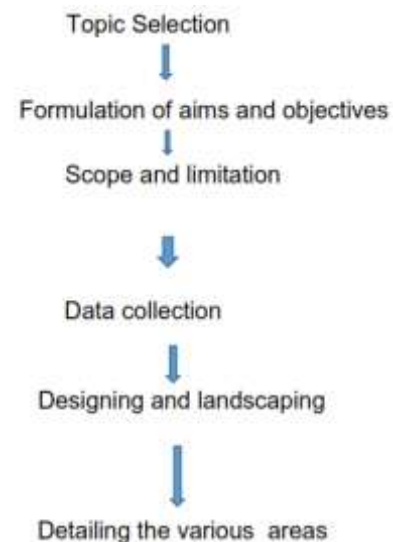 Topic Selection
Formulation of aims and objectives
Scope and limitation
Data collection
Designing and landscaping
Detailing the various areas